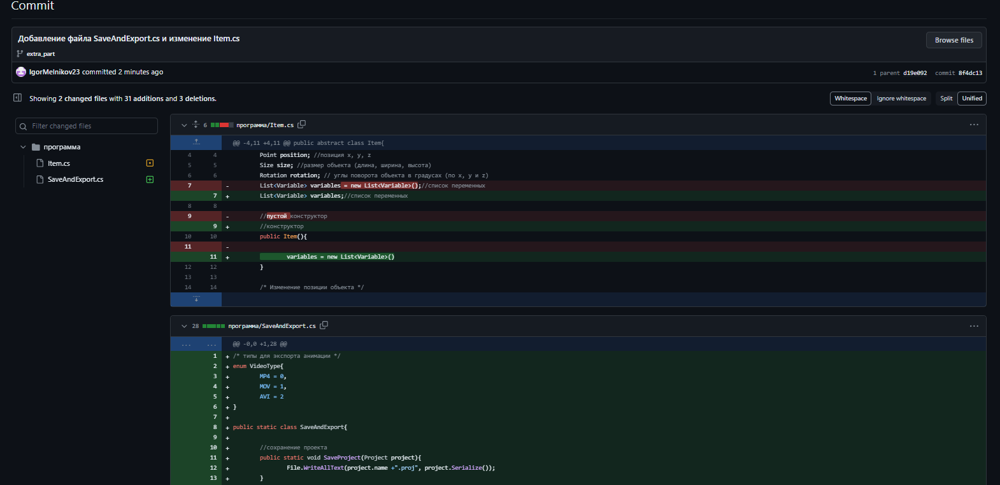 Commit
Добавление файла SaveAndExport.cs и изменение Item.cs
Browse files
extra_part
IgorMelnikov23 committed 2 minutes ago
1 parent d19e092 commit 8f4dc13
Showing 2 changed files with 31 additions and 3 deletions.
Whitespace Ignore whitespace Split Unified
Filter changed files
программа
Item.cs
SaveAndExport.cs
6 программа/Item.cs
@@ -4,11 +4,11 @@ public abstract class Item{
4 4 Point position; //позиция x, y, z
5 5 Size size; //размер объекта (длина, ширина, высота)
6 6 Rotation rotation; // углы поворота объекта в градусах (по x, y и z)
7 - List<Variable> variables = new List<Variable>();//список переменных
7 + List<Variable> variables;//список переменных
8 8
9 - //пустой конструктор
9 + //конструктор
10 10 public Item(){
11 -
11 + variables = new List<Variable>()
12 12 }
13 13
14 14 /* Изменение позиции объекта */
28 программа/SaveAndExport.cs
... ... @@ -0,0 +1,28 @@
1 + /* типы для экспорта анимации */
2 + enum VideoType{
3 + MP4 = 0,
4 + MOV = 1,
5 + AVI = 2
6 + }
7 +
8 + public static class SaveAndExport{
9 +
10 + //сохранение проекта
11 + public static void SaveProject(Project project){
12 + File.WriteAllText(project.name +".proj", project.Serialize());
13 + }